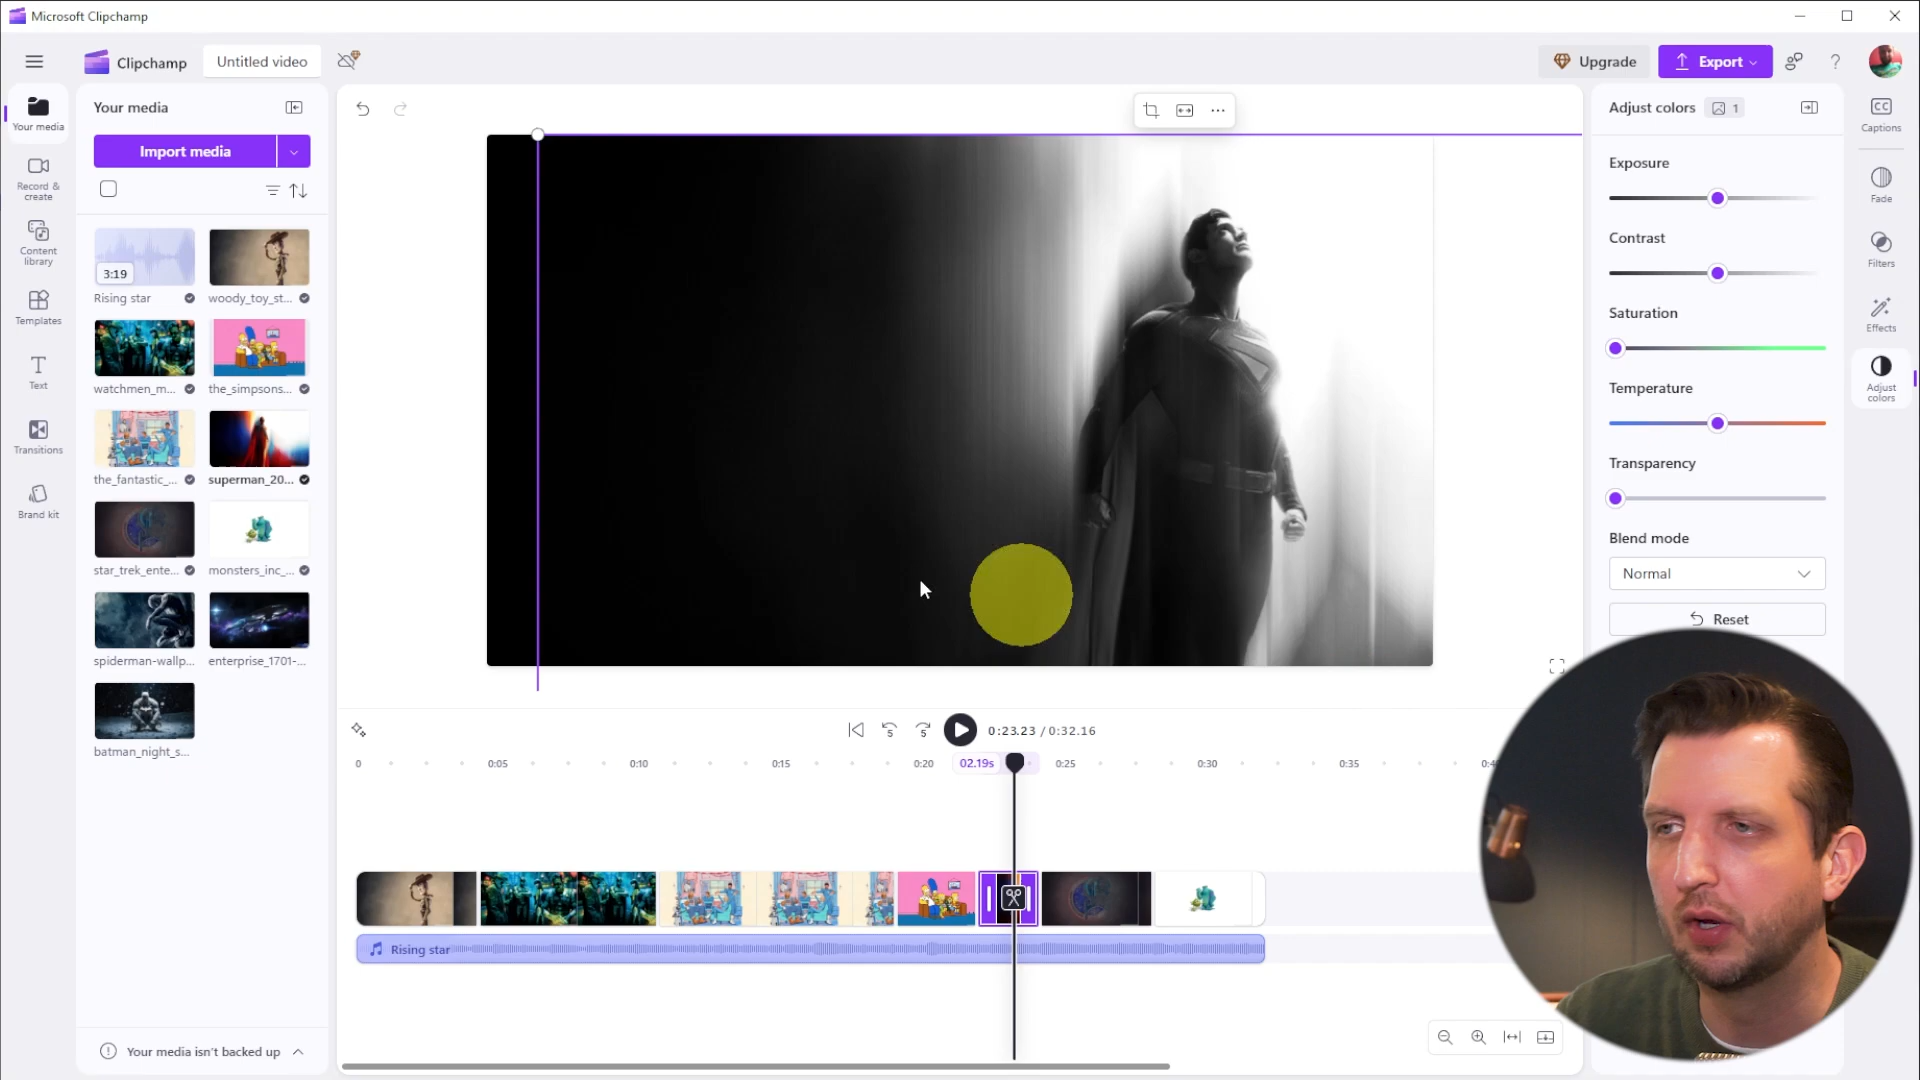 Microsoft Clipchamp
Clipchamp
Untitled video
Upgrade
Export
?
Your media
Import media
Your media
Record &
create
Content
library
Templates
Text
Transitions
Brand kit
3:19
Rising star
woody_toy_st...
watchmen_m...
the_simpsons...
the_fantastic_...
superman_20...
star_trek_ente...
monsters_inc_...
spiderman-wallp...
enterprise_1701-...
batman_night_s...
Your media isn't backed up
Adjust colors
1
Exposure
Contrast
Saturation
Temperature
Transparency
Blend mode
Normal
Reset
CC
Captions
Fade
Filters
Effects
Adjust
colors
5
5
0:23.23 / 0:32.16
0
0:05
0:10
0:15
0:20
02.19s
0:25
0:30
0:35
Rising star